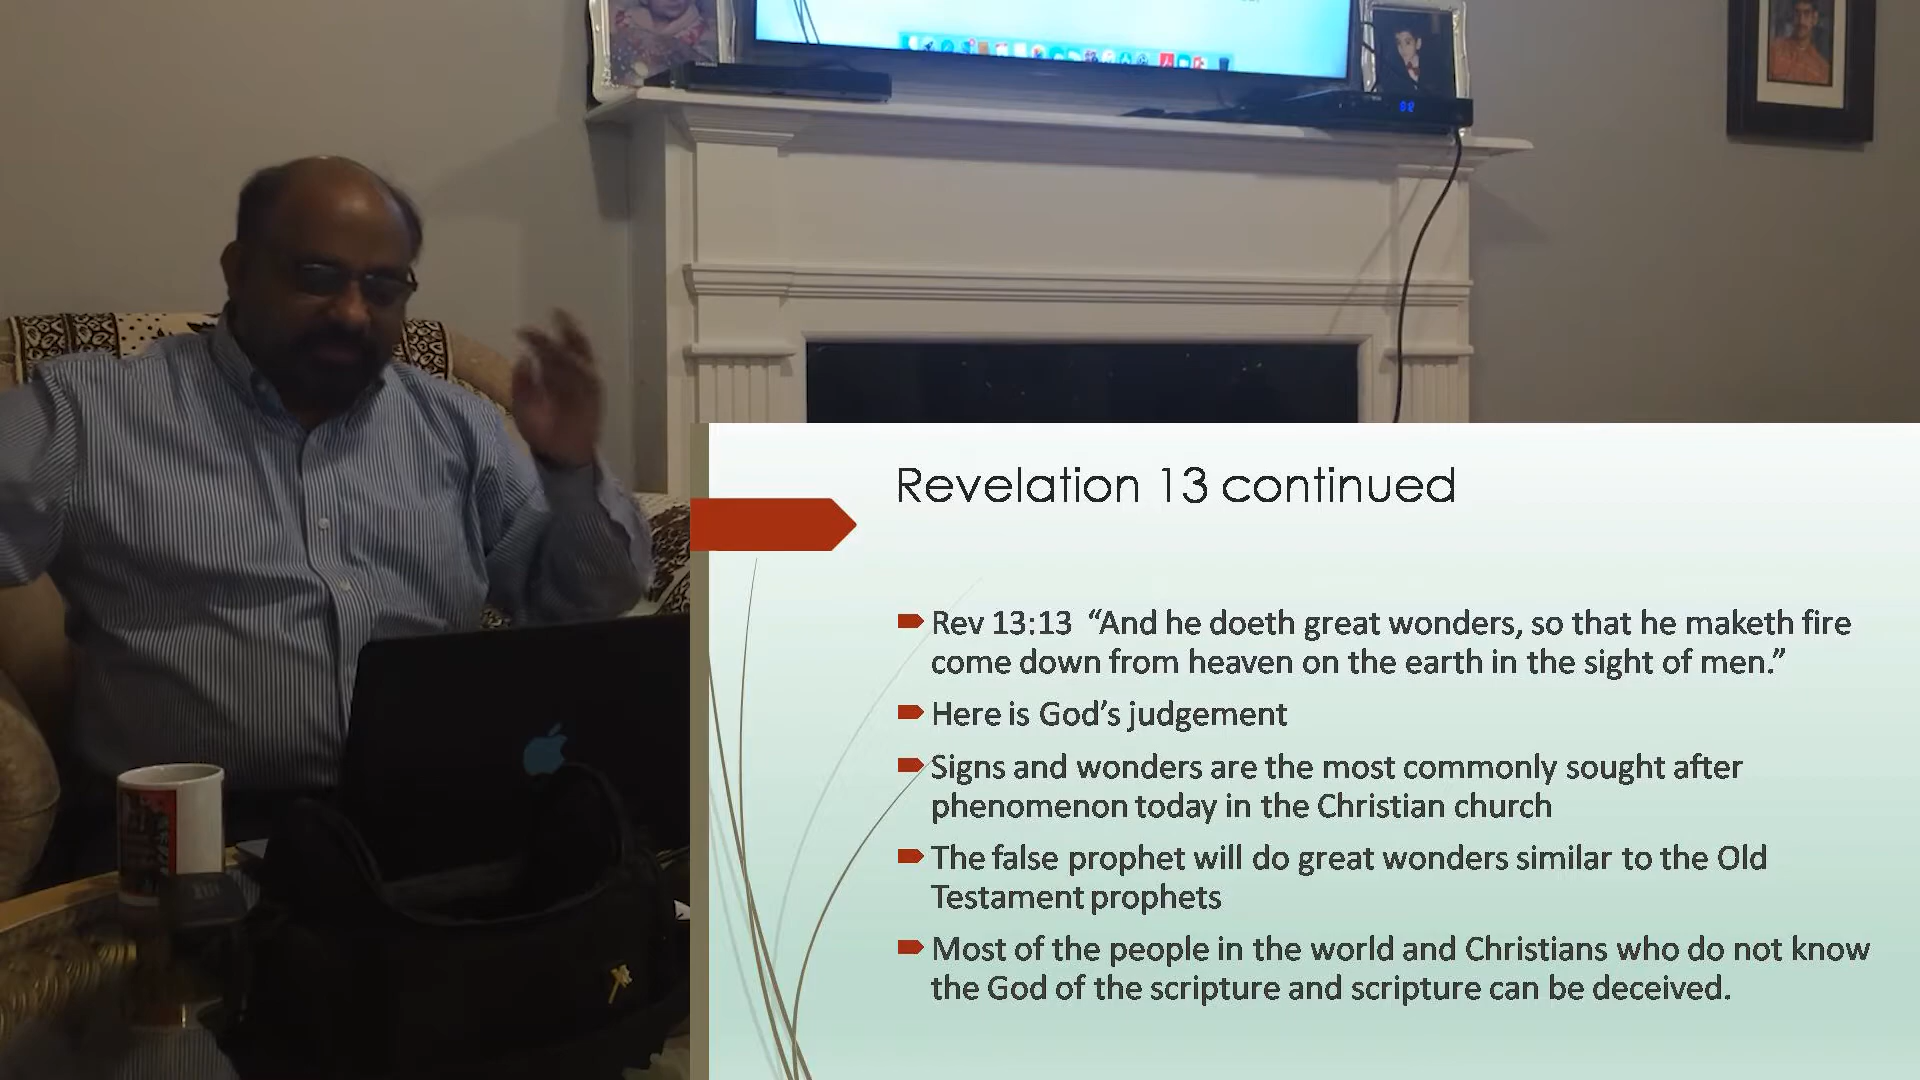 Revelation 13 continued
Rev 13:13 “And he doeth great wonders, so that he maketh fire
come down from heaven on the earth in the sight of men.”
Here is God’s judgement
Signs and wonders are the most commonly sought after
phenomenon today in the Christian church
The false prophet will do great wonders similar to the Old
Testament prophets
Most of the people in the world and Christians who do not know
the God of the scripture and scripture can be deceived.